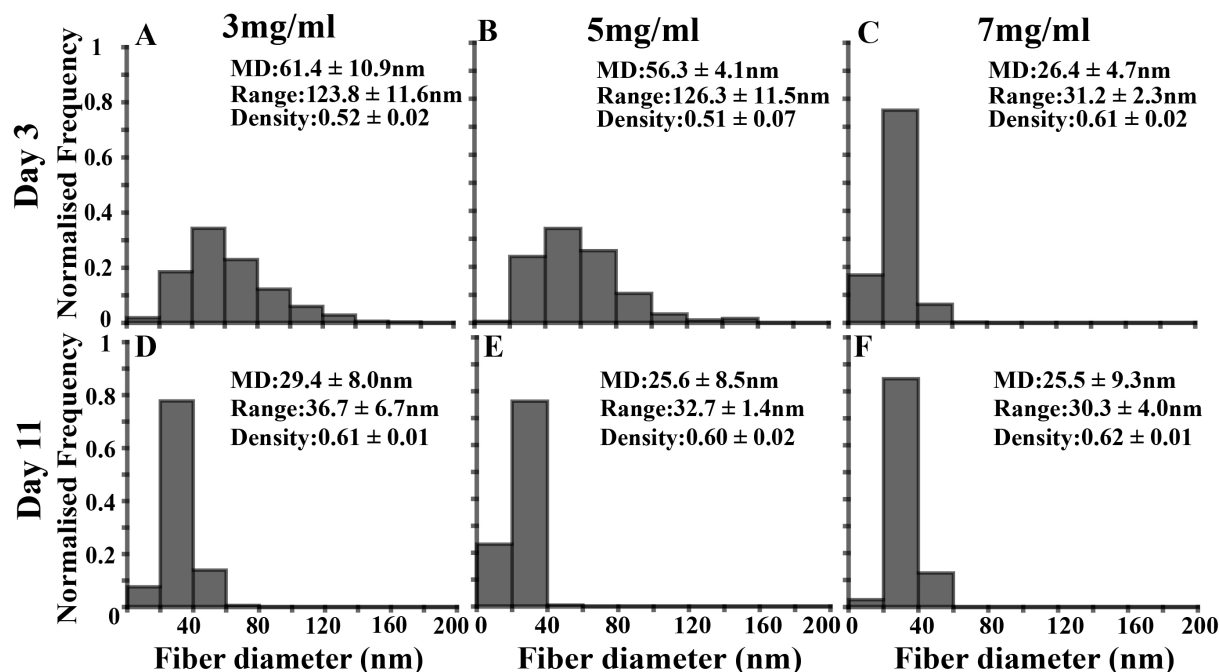 3mg/ml
5mg/ml
7mg/ml
Day 3
Normalised Frequency
1
0.8
0.6
0.4
0.2
0
A
MD:61.4 ± 10.9nm
Range:123.8 ± 11.6nm
Density:0.52 ± 0.02
B
MD:56.3 ± 4.1nm
Range:126.3 ± 11.5nm
Density:0.51 ± 0.07
C
MD:26.4 ± 4.7nm
Range:31.2 ± 2.3nm
Density:0.61 ± 0.02
Day 11
Normalised Frequency
1
0.8
0.6
0.4
0.2
0
D
MD:29.4 ± 8.0nm
Range:36.7 ± 6.7nm
Density:0.61 ± 0.01
E
MD:25.6 ± 8.5nm
Range:32.7 ± 1.4nm
Density:0.60 ± 0.02
F
MD:25.5 ± 9.3nm
Range:30.3 ± 4.0nm
Density:0.62 ± 0.01
40 120 160 200
0 40 80 120 160 200
0 40 80 120 160 200
Fiber diameter (nm)
Fiber diameter (nm)
Fiber diameter (nm)